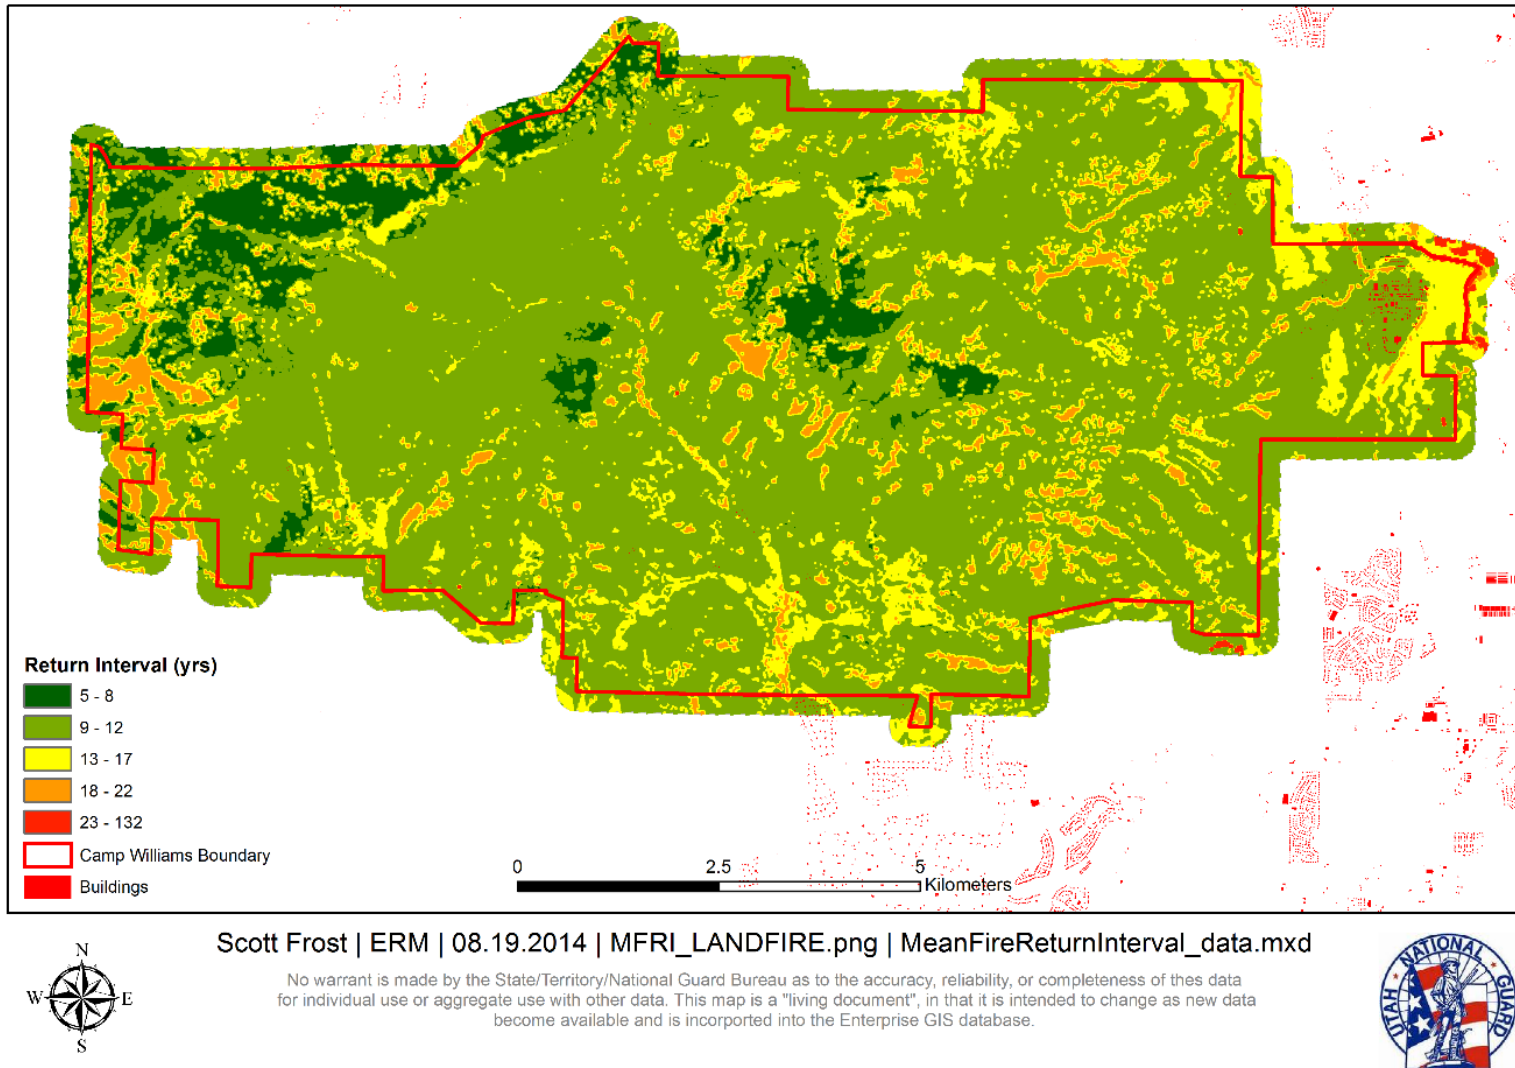 Return Interval (yrs)
5 - 8
9 - 12
13 - 17
18 - 22
23 - 132
Camp Williams Boundary
Buildings
0 2.5 5
Kilometers
Scott Frost | ERM | 08.19.2014 | MFRI_LANDFIRE.png | MeanFireReturnInterval_data.mxd
No warrant is made by the State/Territory/National Guard Bureau as to the accuracy, reliability, or completeness of thes data
for individual use or aggregate use with other data. This map is a "living document", in that it is intended to change as new data
become available and is incorported into the Enterprise GIS database.
N
W E
S
UTAH NATIONAL GUARD